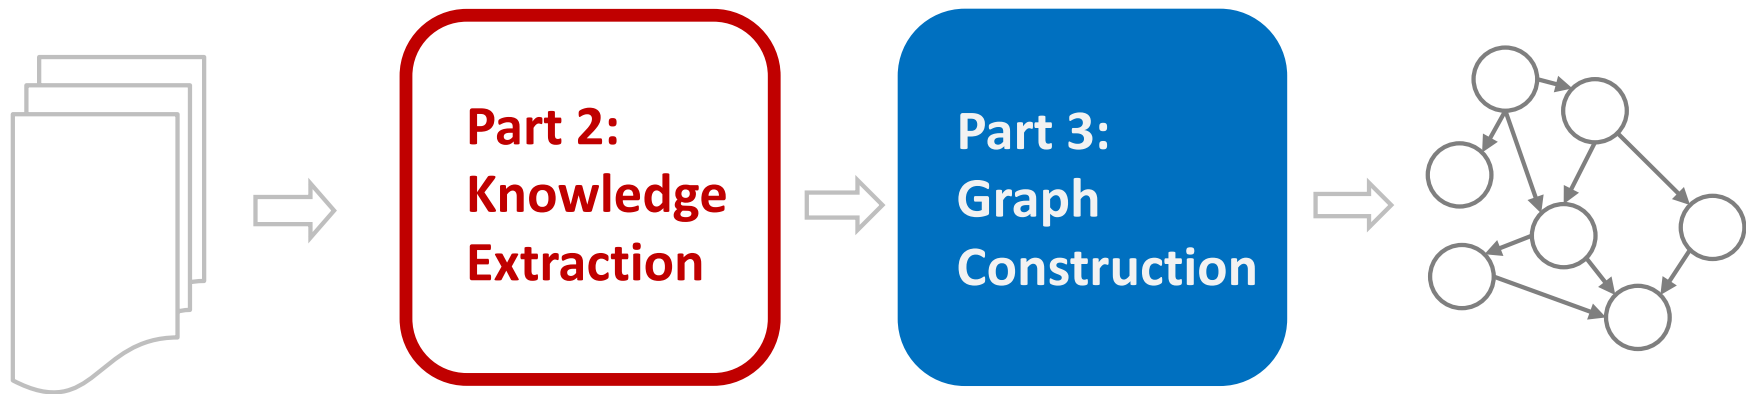 Part 2:
Knowledge
Extraction
Part 3:
Graph
Construction